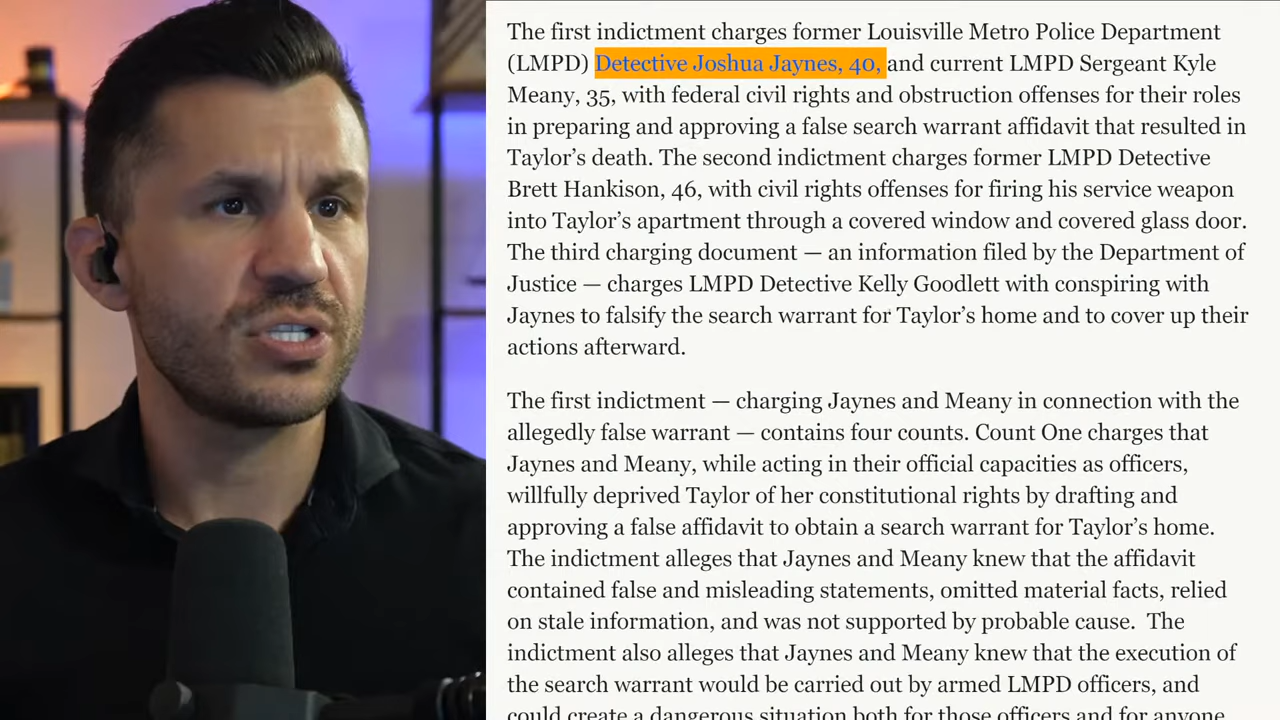 The first indictment charges former Louisville Metro Police Department
(LMPD) Detective Joshua Jaynes, 40, and current LMPD Sergeant Kyle
Meany, 35, with federal civil rights and obstruction offenses for their roles
in preparing and approving a false search warrant affidavit that resulted in
Taylor’s death. The second indictment charges former LMPD Detective
Brett Hankison, 46, with civil rights offenses for firing his service weapon
into Taylor’s apartment through a covered window and covered glass door.
The third charging document — an information filed by the Department of
Justice — charges LMPD Detective Kelly Goodlett with conspiring with
Jaynes to falsify the search warrant for Taylor’s home and to cover up their
actions afterward.
The first indictment — charging Jaynes and Meany in connection with the
allegedly false warrant — contains four counts. Count One charges that
Jaynes and Meany, while acting in their official capacities as officers,
willfully deprived Taylor of her constitutional rights by drafting and
approving a false affidavit to obtain a search warrant for Taylor’s home.
The indictment alleges that Jaynes and Meany knew that the affidavit
contained false and misleading statements, omitted material facts, relied
on stale information, and was not supported by probable cause.  The
indictment also alleges that Jaynes and Meany knew that the execution of
the search warrant would be carried out by armed LMPD officers, and
could create a dangerous situation both for those officers and for anyone